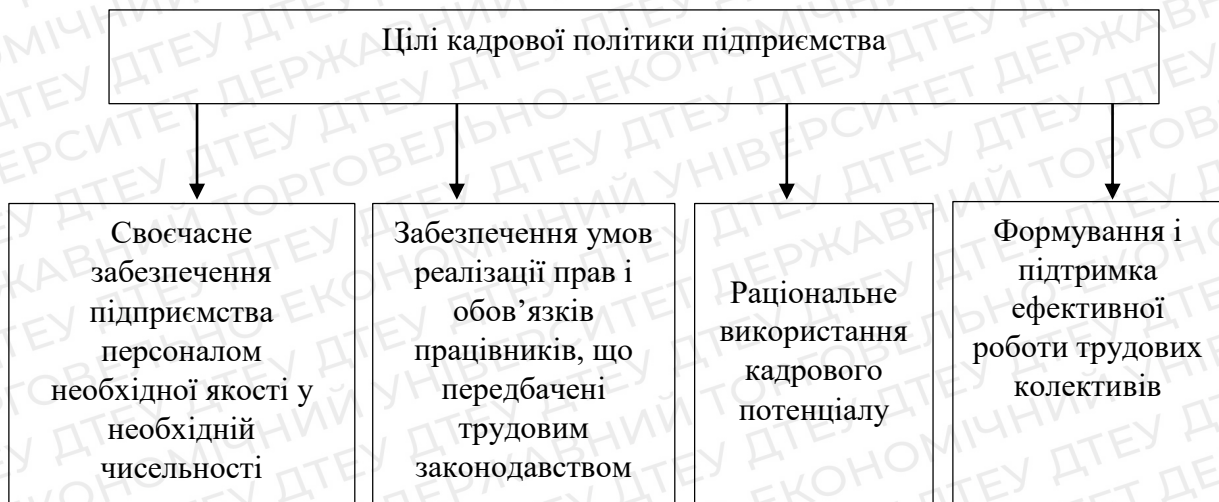 Цілі кадрової політики підприємства
Своєчасне
забезпечення
підприємства
персоналом
необхідної якості у
необхідній
чисельності
Забезпечення умов
реалізації прав і
обов’язків
працівників, що
передбачені
трудовим
законодавством
Раціональне
використання
кадрового
потенціалу
Формування і
підтримка
ефективної
роботи трудових
колективів